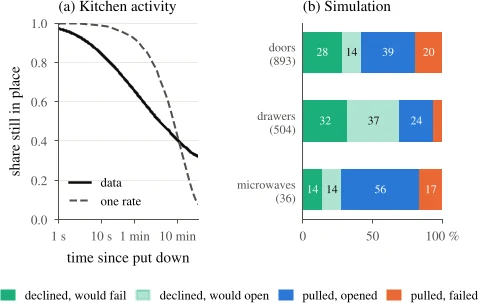 (a) Kitchen activity
share still in place
1.0
0.8
0.6
0.4
0.2
0.0
data
one rate
1 s
10 s
1 min
10 min
time since put down
(b) Simulation
doors
(893)
28
14
39
20
drawers
(504)
32
37
24
microwaves
(36)
14
14
56
17
0
50
100 %
declined, would fail
declined, would open
pulled, opened
pulled, failed